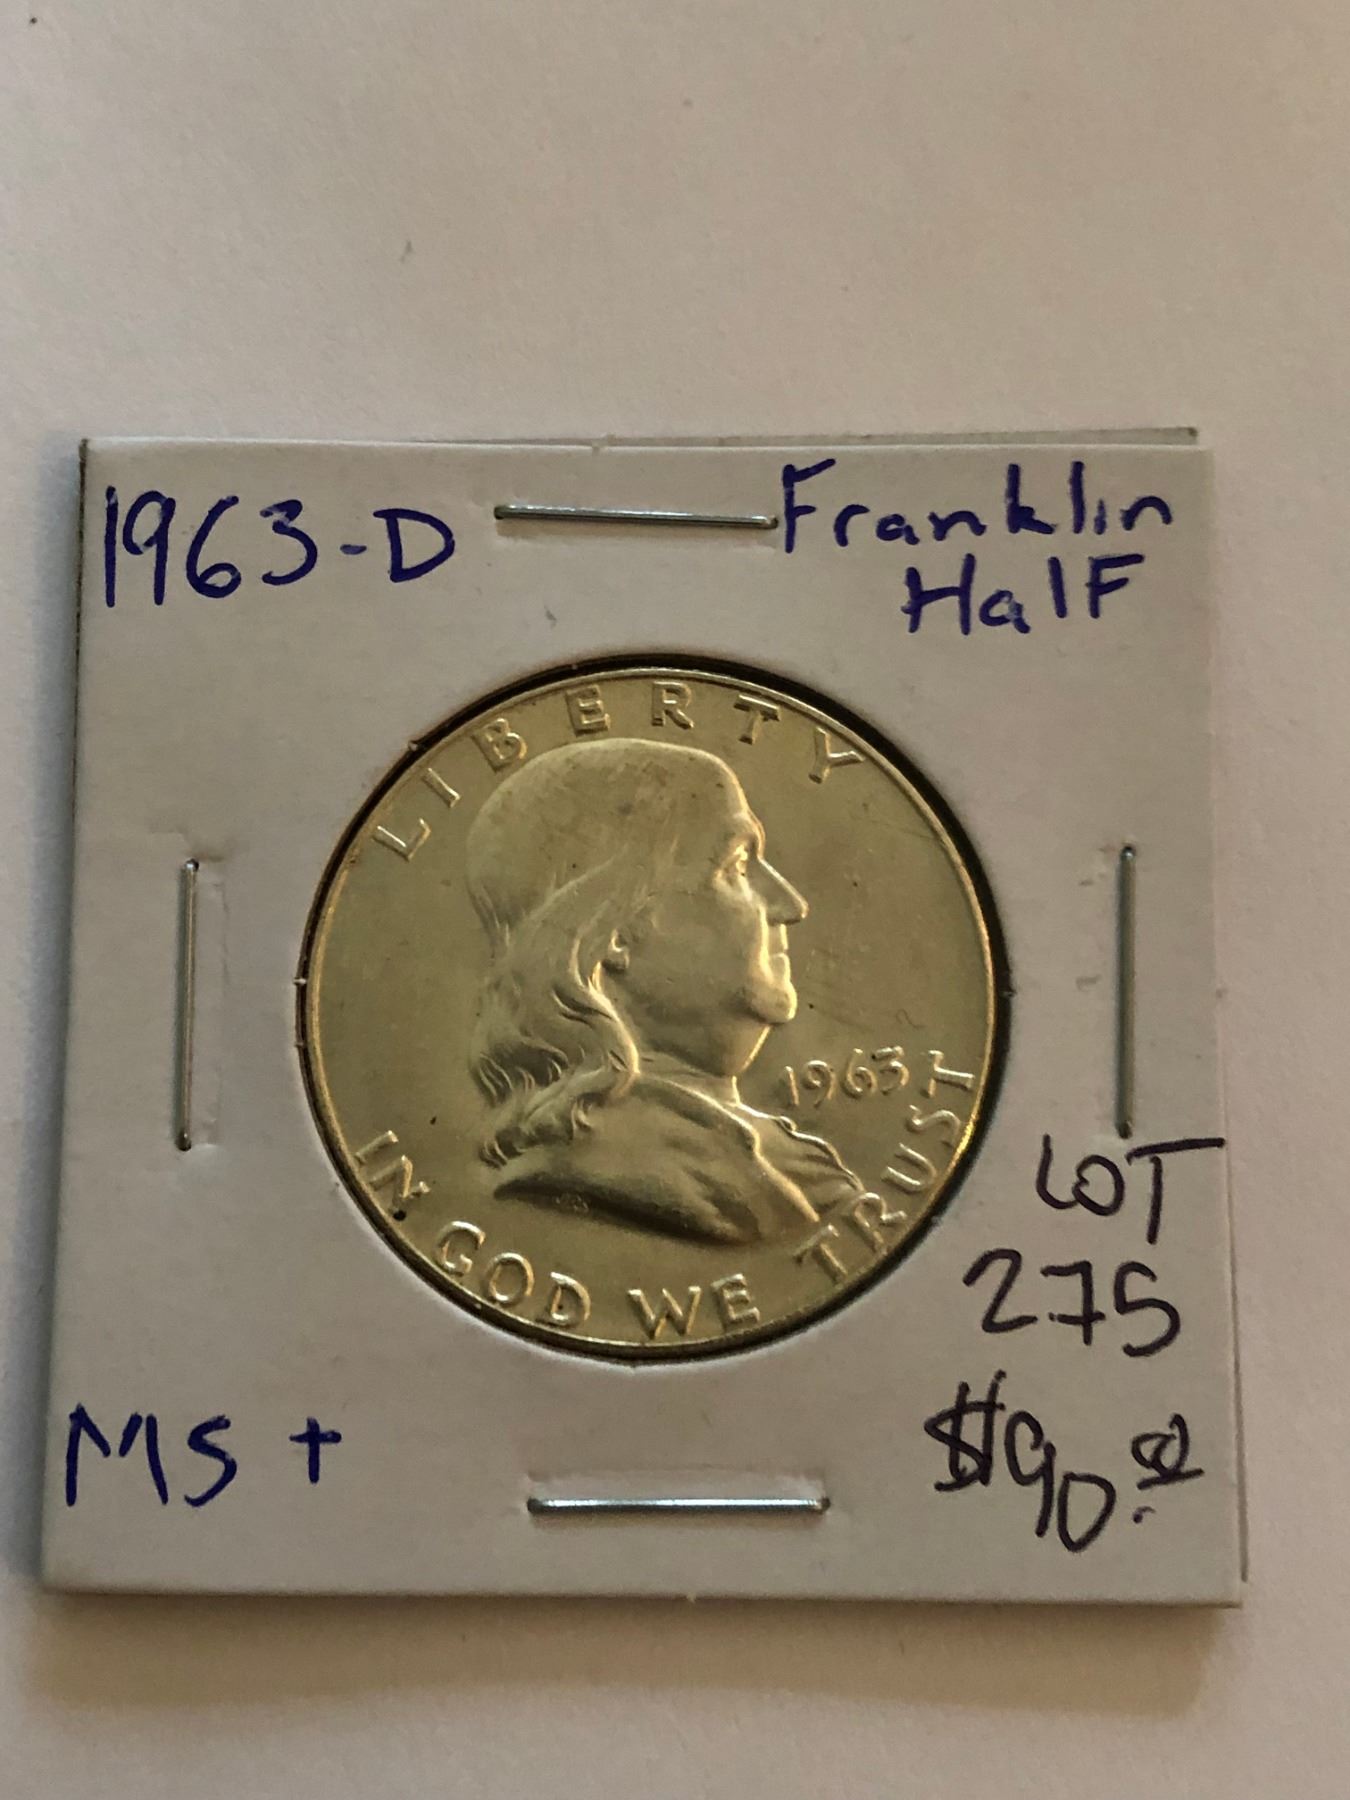 1963-D
Franklin
Half
LIBERTY
1963
IN GOD WE TRUST
LOT
275
MS +
$90.00